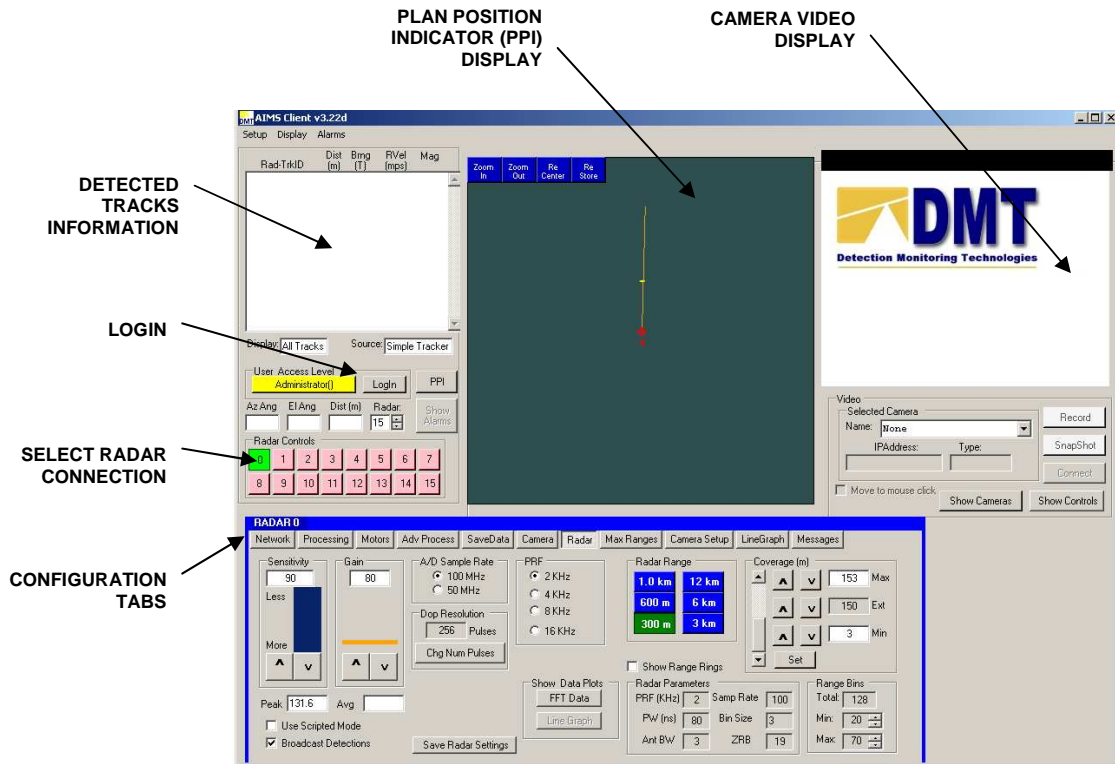 PLAN POSITION
INDICATOR (PPI)
DISPLAY
CAMERA VIDEO
DISPLAY
DETECTED
TRACKS
INFORMATION
LOGIN
SELECT RADAR
CONNECTION
CONFIGURATION
TABS
DMT AIMS Client v3.22d
Setup Display Alarms
Rad-TrkID Dist (m) Brng (T) RVel (mps) Mag
Zoom In Zoom Out Re Center Re Store
DMT
Detection Monitoring Technologies
Display: All Tracks Source: Simple Tracker
User Access Level
Administrator() LogIn PPI
Az Ang El Ang Dist (m) Radar:
15 Show Alarms
Radar Controls
0 1 2 3 4 5 6 7
8 9 10 11 12 13 14 15
Video
Selected Camera
Name: None
IPAddress: Type:
Record
SnapShot
Connect
Move to mouse click
Show Cameras Show Controls
RADAR 0
Network Processing Motors Adv Process SaveData Camera Radar Max Ranges Camera Setup LineGraph Messages
Sensitivity
90
Less
More
^ v
Gain
80
^ v
Peak 131.6 Avg
Use Scripted Mode
Broadcast Detections
A/D Sample Rate
100 MHz
50 MHz
Dop Resolution
256 Pulses
Chg Num Pulses
Save Radar Settings
PRF
2 KHz
4 KHz
8 KHz
16 KHz
Show Data Plots
FFT Data
Line Graph
Radar Range
1.0 km 12 km
600 m 6 km
300 m 3 km
Show Range Rings
Coverage (m)
^ v 153 Max
^ v 150 Ext
^ v 3 Min
Set
Radar Parameters
PRF (KHz) 2 Samp Rate 100
PW (ns) 80 Bin Size 3
Ant BW 3 ZRB 19
Range Bins
Total: 128
Min: 20
Max: 70